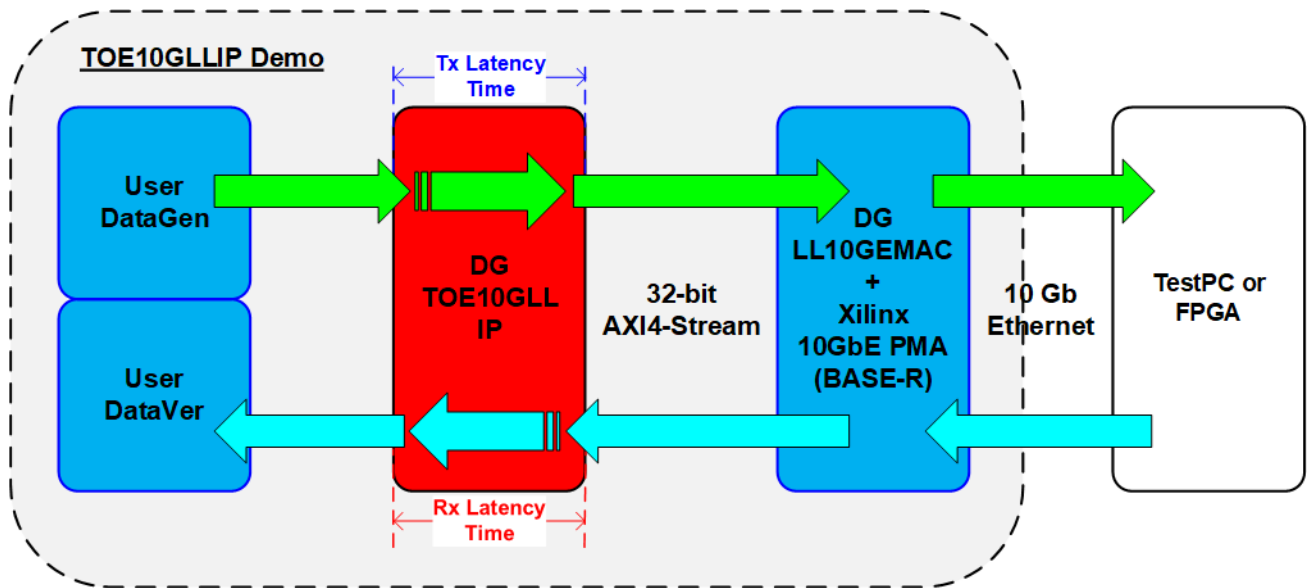 TOE10GLLIP Demo
Tx Latency
Time
User
DataGen
User
DataVer
DG
TOE10GLL
IP
32-bit
AXI4-Stream
DG
LL10GEMAC
+
Xilinx
10GbE PMA
(BASE-R)
10 Gb
Ethernet
TestPC or
FPGA
Rx Latency
Time